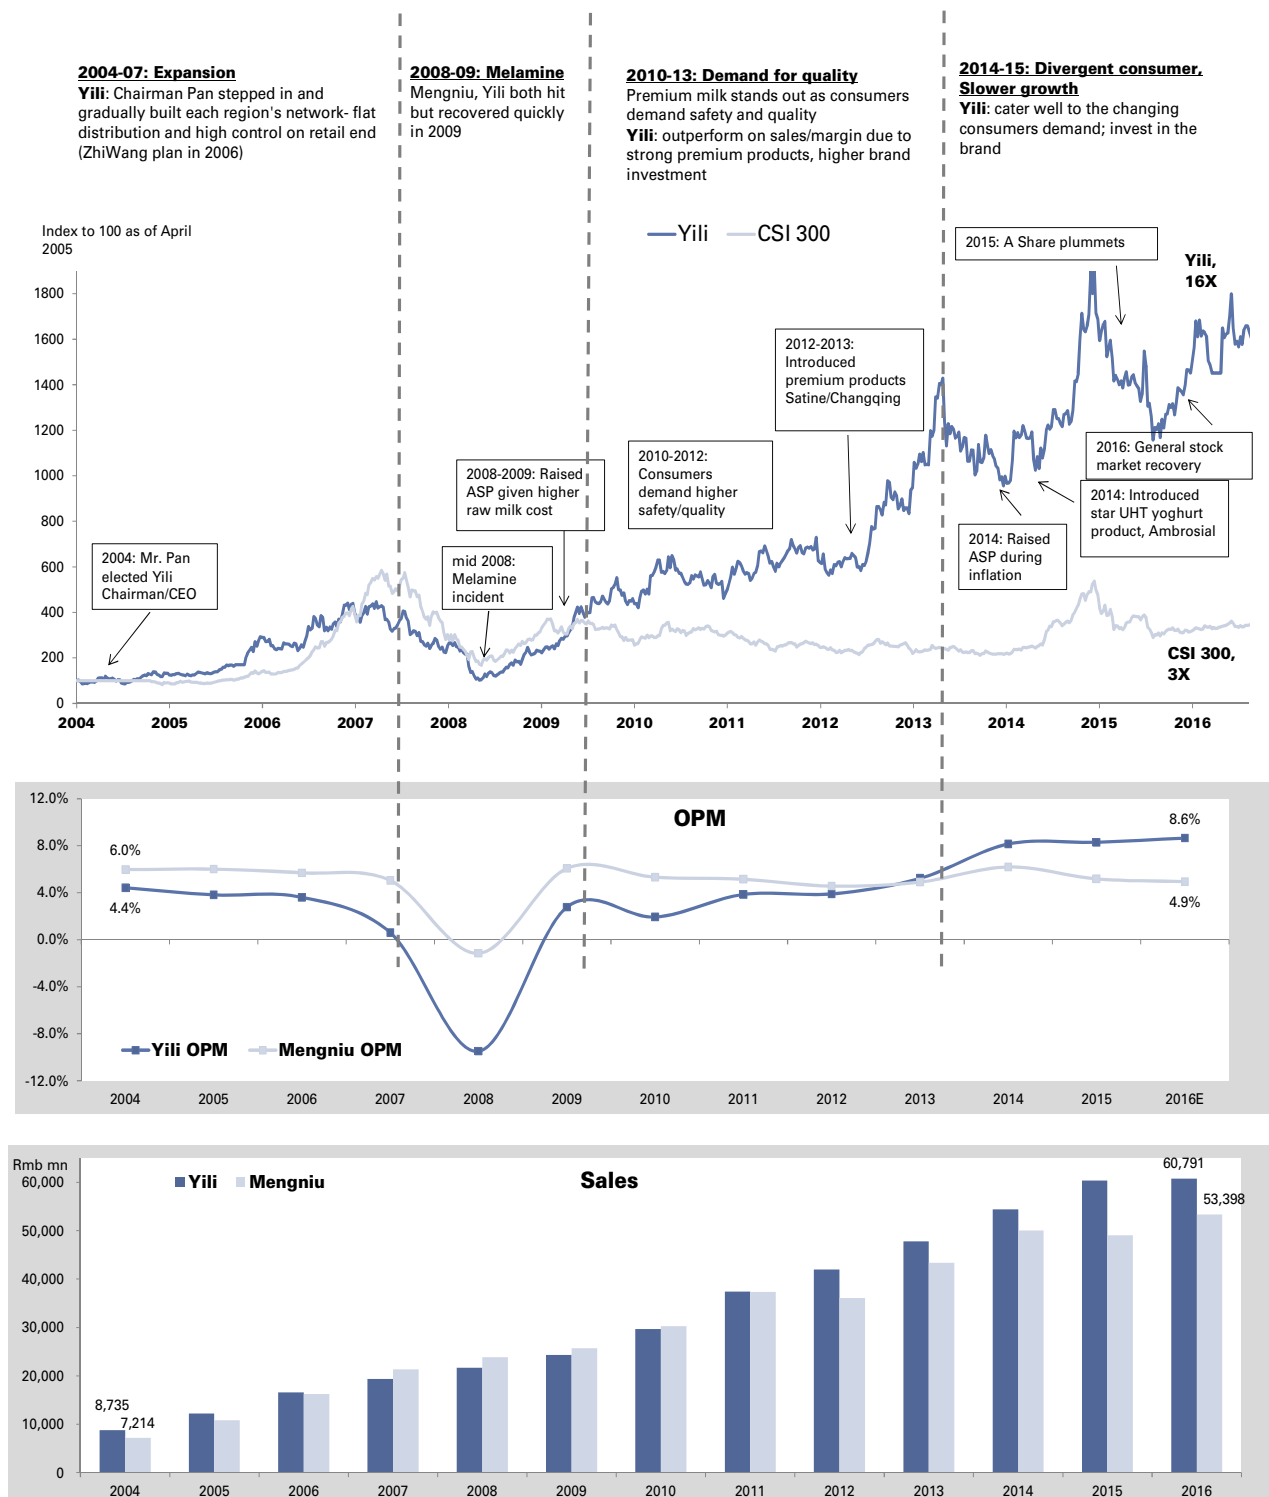 2004-07: Expansion
Yili: Chairman Pan stepped in and
gradually built each region's network- flat
distribution and high control on retail end
(ZhiWang plan in 2006)
2008-09: Melamine
Mengniu, Yili both hit
but recovered quickly
in 2009
2010-13: Demand for quality
Premium milk stands out as consumers
demand safety and quality
Yili: outperform on sales/margin due to
strong premium products, higher brand
investment
2014-15: Divergent consumer,
Slower growth
Yili: cater well to the changing
consumers demand; invest in the
brand
Index to 100 as of April
2005
Yili
CSI 300
2015: A Share plummets
Yili,
16X
2012-2013:
Introduced
premium products
Satine/Changqing
2010-2012:
Consumers
demand higher
safety/quality
2008-2009: Raised
ASP given higher
raw milk cost
mid 2008:
Melamine
incident
2004: Mr. Pan
elected Yili
Chairman/CEO
2016: General stock
market recovery
2014: Introduced
star UHT yoghurt
product, Ambrosial
2014: Raised
ASP during
inflation
CSI 300,
3X
1800
1600
1400
1200
1000
800
600
400
200
0
2004 2005 2006 2007 2008 2009 2010 2011 2012 2013 2014 2015 2016
OPM
12.0%
8.0%
4.0%
0.0%
-4.0%
-8.0%
-12.0%
6.0%
4.4%
8.6%
4.9%
Yili OPM
Mengniu OPM
2004 2005 2006 2007 2008 2009 2010 2011 2012 2013 2014 2015 2016E
Rmb mn
Yili
Mengniu
Sales
60,000
50,000
40,000
30,000
20,000
10,000
0
8,735
7,214
60,791
53,398
2004 2005 2006 2007 2008 2009 2010 2011 2012 2013 2014 2015 2016